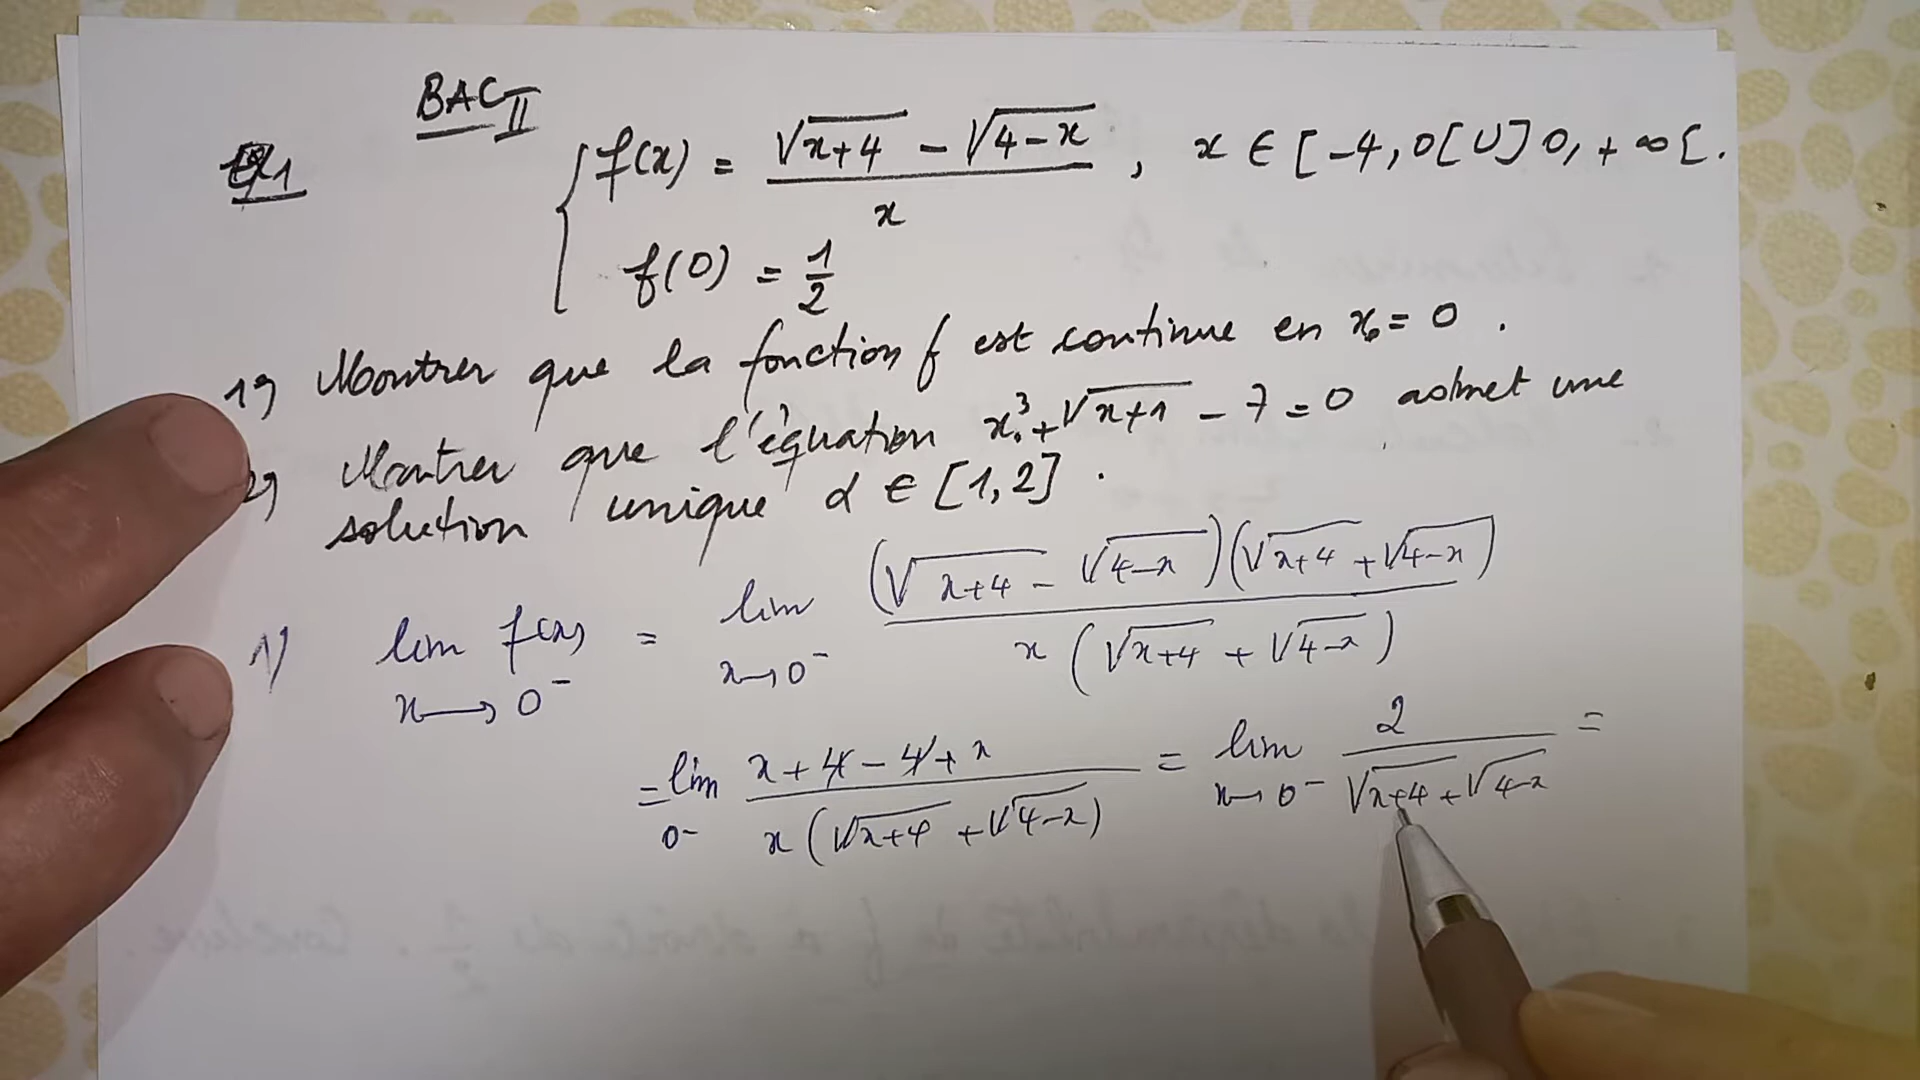 BAC II
Ex1 { f(x) = (√(x+4) − √(4−x)) / x , x ∈ [−4, 0[ ∪ ]0, +∞[.
f(0) = 1/2
1) Montrer que la fonction f est continue en x₀ = 0 .
2) Montrer que l'équation x³ + √(x+1) − 7 = 0 admet une
solution unique α ∈ [1,2] .
1) lim x→0⁻ f(x) = lim x→0⁻ (√(x+4) − √(4−x))(√(x+4) + √(4−x)) / x(√(x+4) + √(4−x))
= lim 0⁻ (x+4−4+x) / x(√(x+4) + √(4−x)) = lim x→0⁻ 2 / (√(x+4) + √(4−x)) =